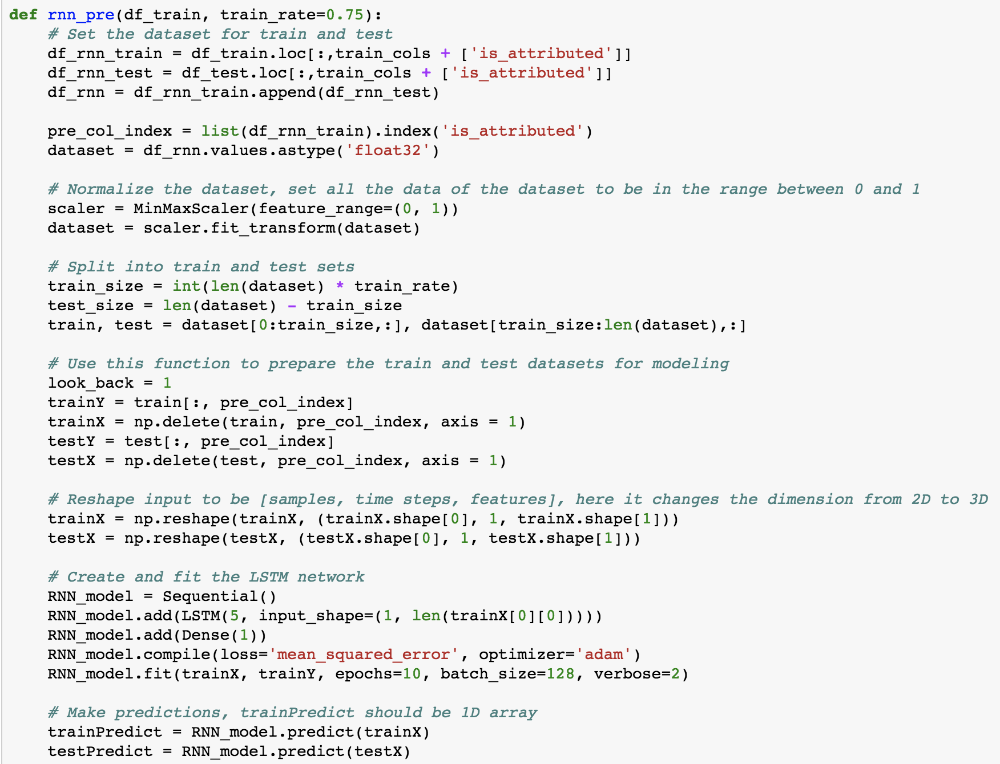 def rnn_pre(df_train, train_rate=0.75):
    # Set the dataset for train and test
    df_rnn_train = df_train.loc[:,train_cols + ['is_attributed']]
    df_rnn_test = df_test.loc[:,train_cols + ['is_attributed']]
    df_rnn = df_rnn_train.append(df_rnn_test)

    pre_col_index = list(df_rnn_train).index('is_attributed')
    dataset = df_rnn.values.astype('float32')

    # Normalize the dataset, set all the data of the dataset to be in the range between 0 and 1
    scaler = MinMaxScaler(feature_range=(0, 1))
    dataset = scaler.fit_transform(dataset)

    # Split into train and test sets
    train_size = int(len(dataset) * train_rate)
    test_size = len(dataset) - train_size
    train, test = dataset[0:train_size,:], dataset[train_size:len(dataset),:]

    # Use this function to prepare the train and test datasets for modeling
    look_back = 1
    trainY = train[:, pre_col_index]
    trainX = np.delete(train, pre_col_index, axis = 1)
    testY = test[:, pre_col_index]
    testX = np.delete(test, pre_col_index, axis = 1)

    # Reshape input to be [samples, time steps, features], here it changes the dimension from 2D to 3D
    trainX = np.reshape(trainX, (trainX.shape[0], 1, trainX.shape[1]))
    testX = np.reshape(testX, (testX.shape[0], 1, testX.shape[1]))

    # Create and fit the LSTM network
    RNN_model = Sequential()
    RNN_model.add(LSTM(5, input_shape=(1, len(trainX[0][0]))))
    RNN_model.add(Dense(1))
    RNN_model.compile(loss='mean_squared_error', optimizer='adam')
    RNN_model.fit(trainX, trainY, epochs=10, batch_size=128, verbose=2)

    # Make predictions, trainPredict should be 1D array
    trainPredict = RNN_model.predict(trainX)
    testPredict = RNN_model.predict(testX)